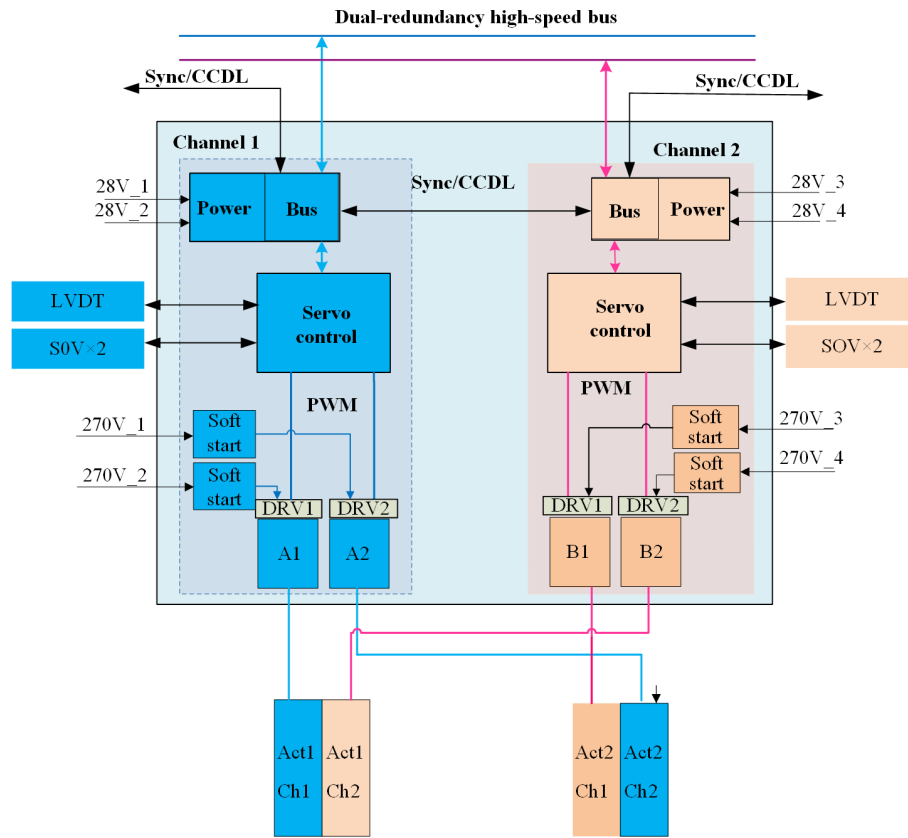 Dual-redundancy high-speed bus
Sync/CCDL
Sync/CCDL
Channel 1
Channel 2
Sync/CCDL
28V_1
28V_2
Power
Bus
Bus
Power
28V_3
28V_4
LVDT
S0V×2
Servo
control
Servo
control
LVDT
SOV×2
PWM
PWM
270V_1
Soft
start
270V_2
Soft
start
Soft
start
270V_3
Soft
start
270V_4
DRV1
DRV2
DRV1
DRV2
A1
A2
B1
B2
Act1
Ch1
Act1
Ch2
Act2
Ch1
Act2
Ch2